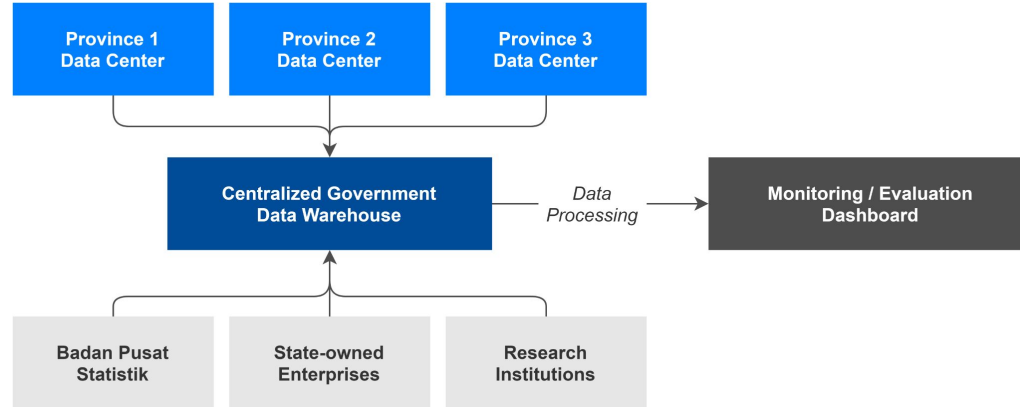 Province 1
Data Center
Province 2
Data Center
Province 3
Data Center
Centralized Government
Data Warehouse
Data
Processing
Monitoring / Evaluation
Dashboard
Badan Pusat
Statistik
State-owned
Enterprises
Research
Institutions